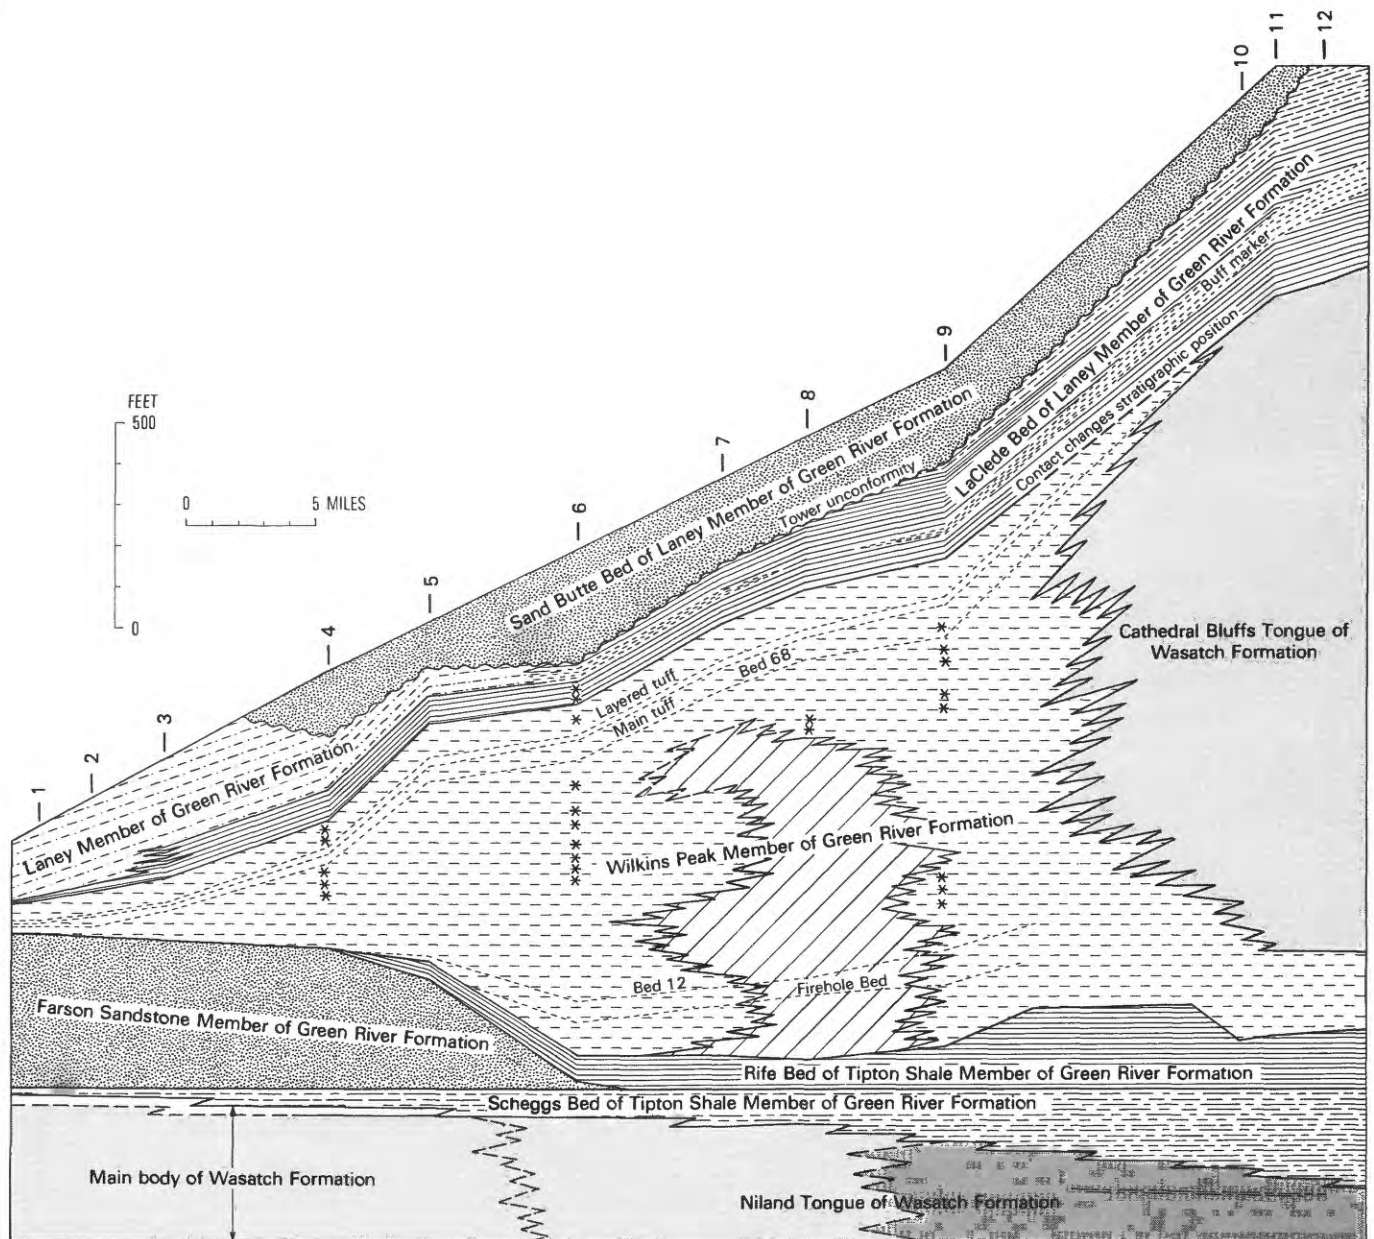 12
11
10
9
8
7
6
5
4
3
2
1
FEET
500
0
0 5 MILES
Sand Butte Bed of Laney Member of Green River Formation
Tower unconformity
LaClede Bed of Laney Member of Green River Formation
Buff marker
Contact changes stratigraphic position
Laney Member of Green River Formation
Layered tuff
Main tuff
Bed 68
Cathedral Bluffs Tongue of
Wasatch Formation
Wilkins Peak Member of Green River Formation
Bed 12
Firehole Bed
Farson Sandstone Member of Green River Formation
Rife Bed of Tipton Shale Member of Green River Formation
Scheggs Bed of Tipton Shale Member of Green River Formation
Main body of Wasatch Formation
Niland Tongue of Wasatch Formation